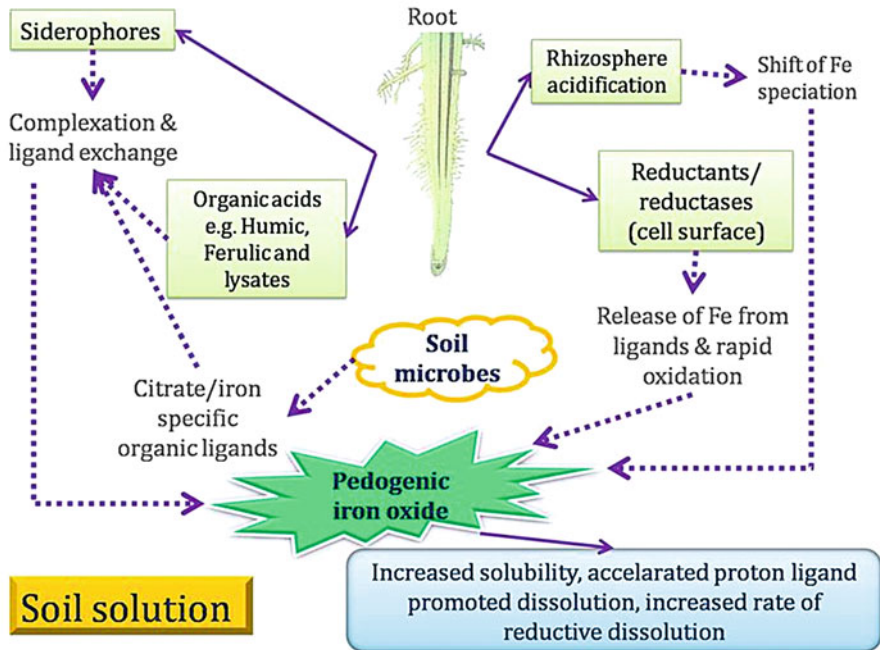 Root
Siderophores
Rhizosphere
acidification
Shift of Fe
speciation
Complexation &
ligand exchange
Organic acids
e.g. Humic,
Ferulic and
lysates
Reductants/
reductases
(cell surface)
Release of Fe from
ligands & rapid
oxidation
Soil
microbes
Citrate/iron
specific
organic ligands
Pedogenic
iron oxide
Increased solubility, accelarated proton ligand
promoted dissolution, increased rate of
reductive dissolution
Soil solution